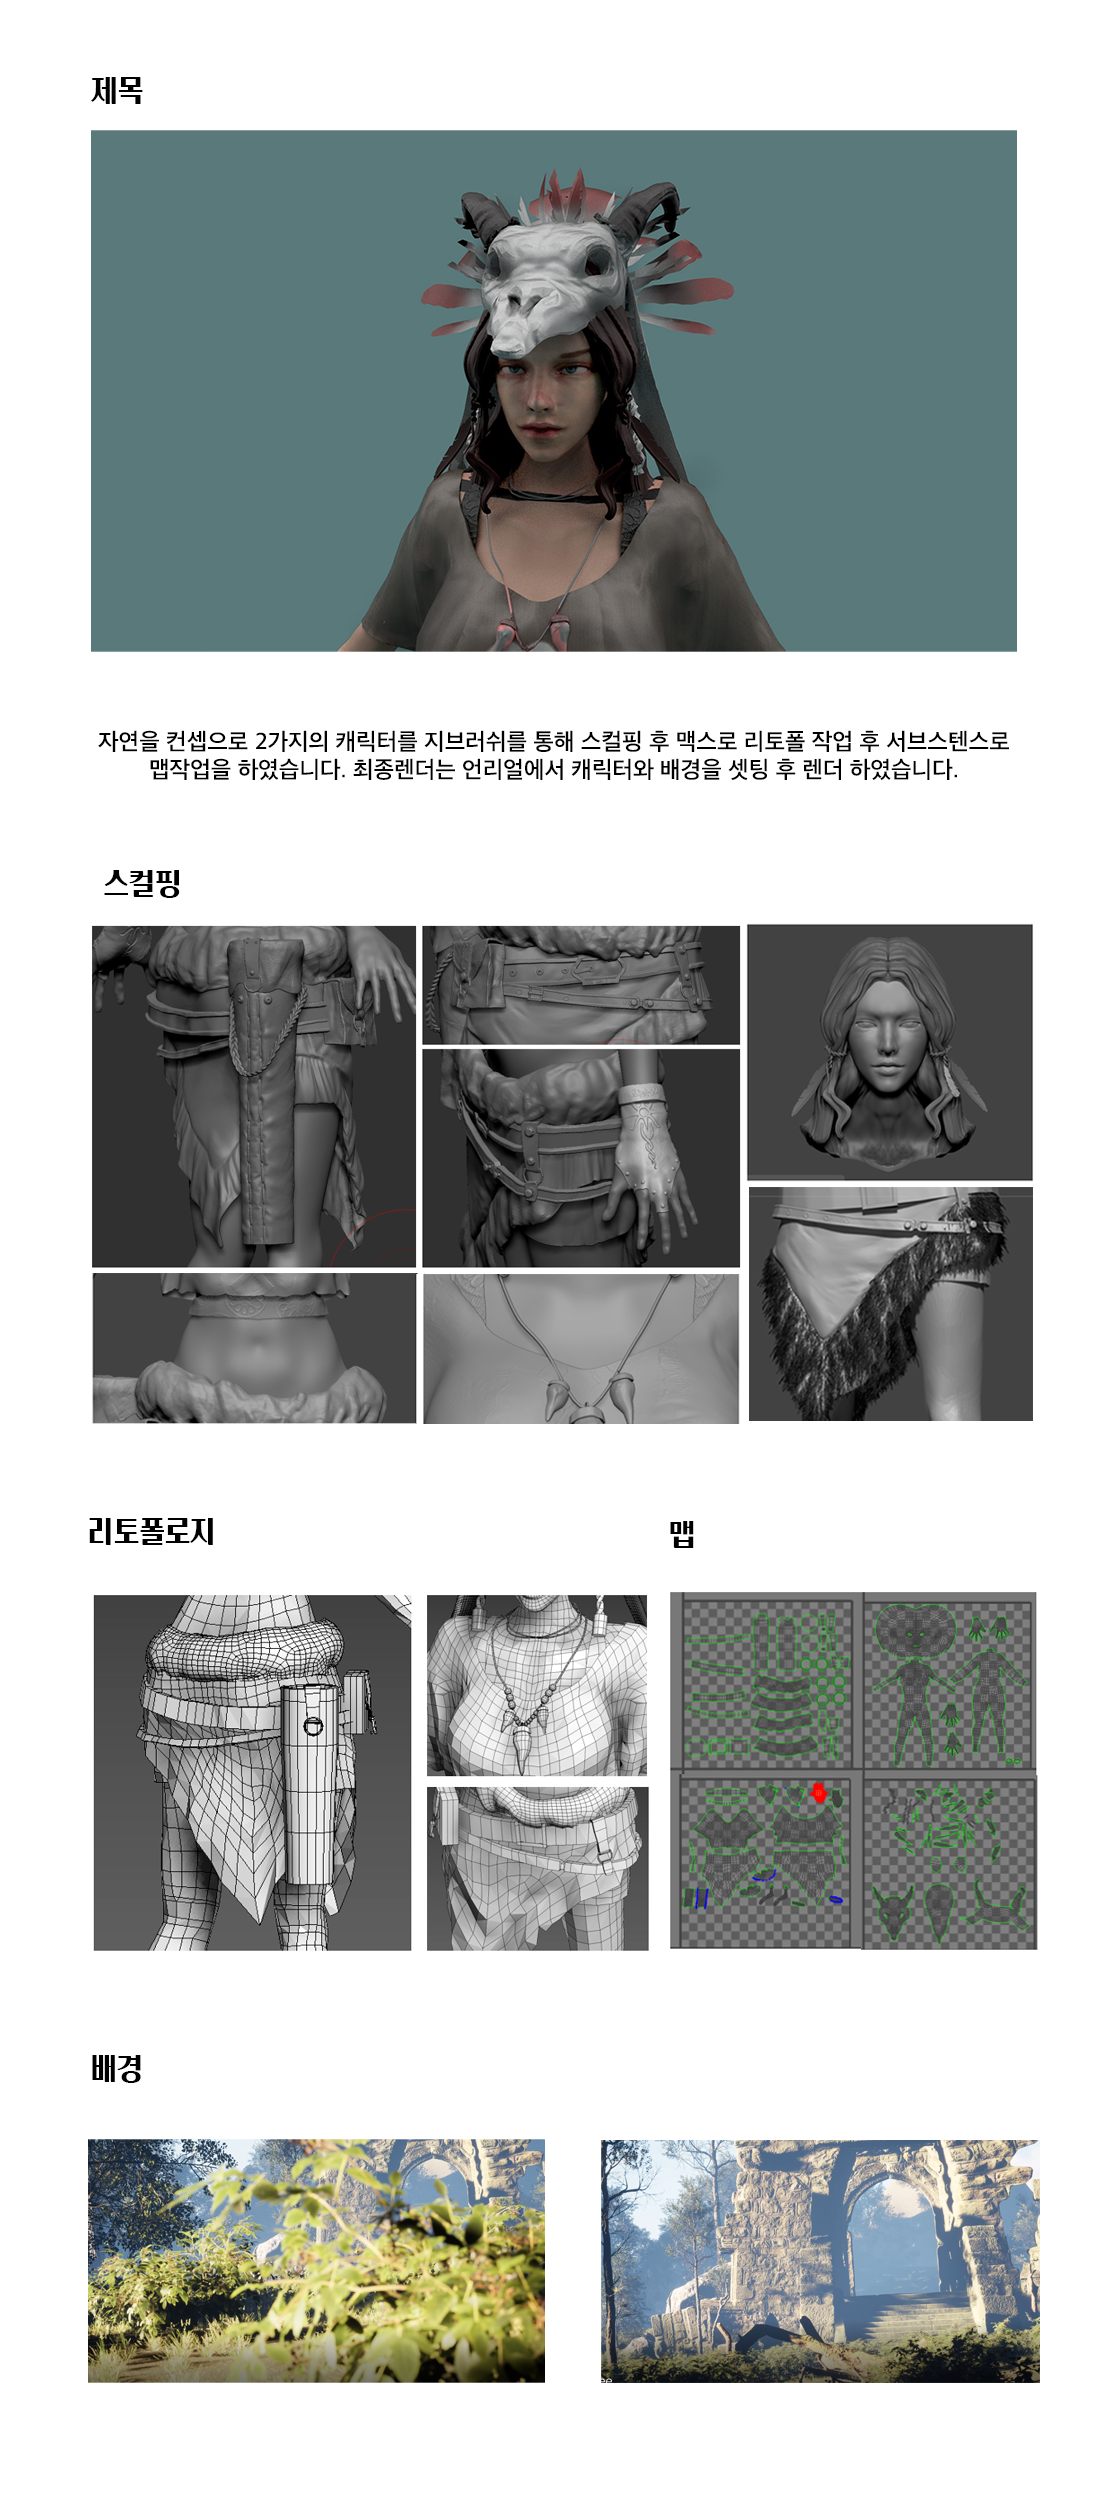 제목
자연을 컨셉으로 2가지의 캐릭터를 지브러쉬를 통해 스컬핑 후 맥스로 리토폴 작업 후 서브스텐스로
맵작업을 하였습니다. 최종렌더는 언리얼에서 캐릭터와 배경을 셋팅 후 렌더 하였습니다.
스컬핑
리토폴로지
맵
배경
ee